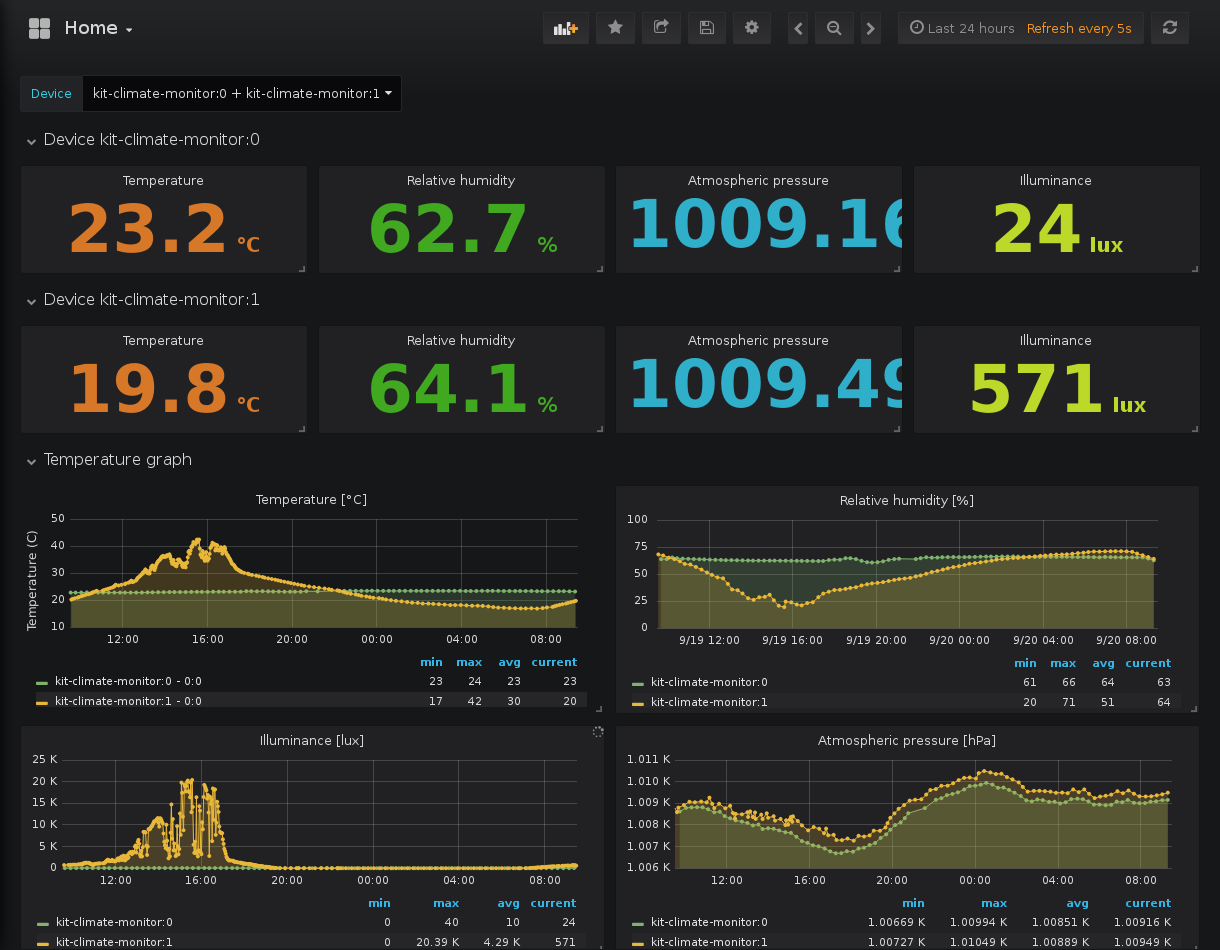 Home
Last 24 hours Refresh every 5s
Device kit-climate-monitor:0 + kit-climate-monitor:1
Device kit-climate-monitor:0
Temperature Relative humidity Atmospheric pressure Illuminance
23.2 °C 62.7 % 1009.16 24 lux
Device kit-climate-monitor:1
Temperature Relative humidity Atmospheric pressure Illuminance
19.8 °C 64.1 % 1009.49 571 lux
Temperature graph
Temperature [°C]
Temperature (C)
50
40
30
20
10
12:00 16:00 20:00 00:00 04:00 08:00
min max avg current
kit-climate-monitor:0 - 0:0 23 24 23 23
kit-climate-monitor:1 - 0:0 17 42 30 20
Relative humidity [%]
100
75
50
25
0
9/19 12:00 9/19 16:00 9/19 20:00 9/20 00:00 9/20 04:00 9/20 08:00
min max avg current
kit-climate-monitor:0 61 66 64 63
kit-climate-monitor:1 20 71 51 64
Illuminance [lux]
25 K
20 K
15 K
10 K
5 K
0
12:00 16:00 20:00 00:00 04:00 08:00
min max avg current
kit-climate-monitor:0 0 40 10 24
kit-climate-monitor:1 0 20.39 K 4.29 K 571
Atmospheric pressure [hPa]
1.011 K
1.010 K
1.009 K
1.008 K
1.007 K
1.006 K
12:00 16:00 20:00 00:00 04:00 08:00
min max avg current
kit-climate-monitor:0 1.00669 K 1.00994 K 1.00851 K 1.00916 K
kit-climate-monitor:1 1.00727 K 1.01049 K 1.00889 K 1.00949 K